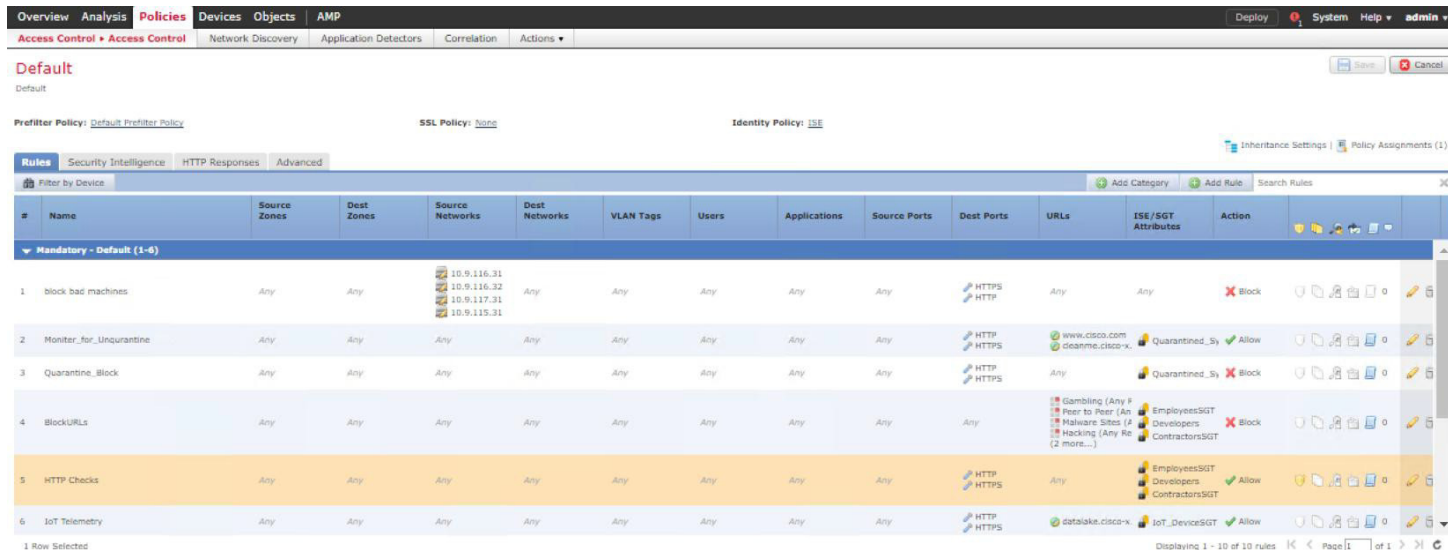 Overview Analysis Policies Devices Objects AMP Deploy 1 System Help admin
Access Control Access Control Network Discovery Application Detectors Correlation Actions
Default Save Cancel
Default
Prefilter Policy: Default Prefilter Policy SSL Policy: None Identity Policy: ISE
Inheritance Settings | Policy Assignments (1)
Rules Security Intelligence HTTP Responses Advanced
Filter by Device Add Category Add Rule Search Rules
# Name Source Zones Dest Zones Source Networks Dest Networks VLAN Tags Users Applications Source Ports Dest Ports URLs ISE/SGT Attributes Action
Mandatory - Default (1-6)
1 block bad machines Any Any 10.9.116.31 10.9.116.32 10.9.117.31 10.9.115.31 Any Any Any Any Any HTTPS HTTP Any Any Block 0
2 Moniter_for_Unqurantine Any Any Any Any Any Any Any Any HTTP HTTPS www.cisco.com cleanme.cisco-x. Quarantined_Sy Allow 0
3 Quarantine_Block Any Any Any Any Any Any Any Any HTTP HTTPS Any Quarantined_Sy Block 0
4 BlockURLs Any Any Any Any Any Any Any Any Any Gambling (Any R Peer to Peer (An Malware Sites (A Hacking (Any Re (2 more...) EmployeesSGT Developers ContractorsSGT Block 0
5 HTTP Checks Any Any Any Any Any Any Any Any HTTP HTTPS Any EmployeesSGT Developers ContractorsSGT Allow 0
6 IoT Telemetry Any Any Any Any Any Any Any Any HTTP HTTPS datalake.cisco-x. IoT_DeviceSGT Allow 0
1 Row Selected Displaying 1 - 10 of 10 rules Page 1 of 1